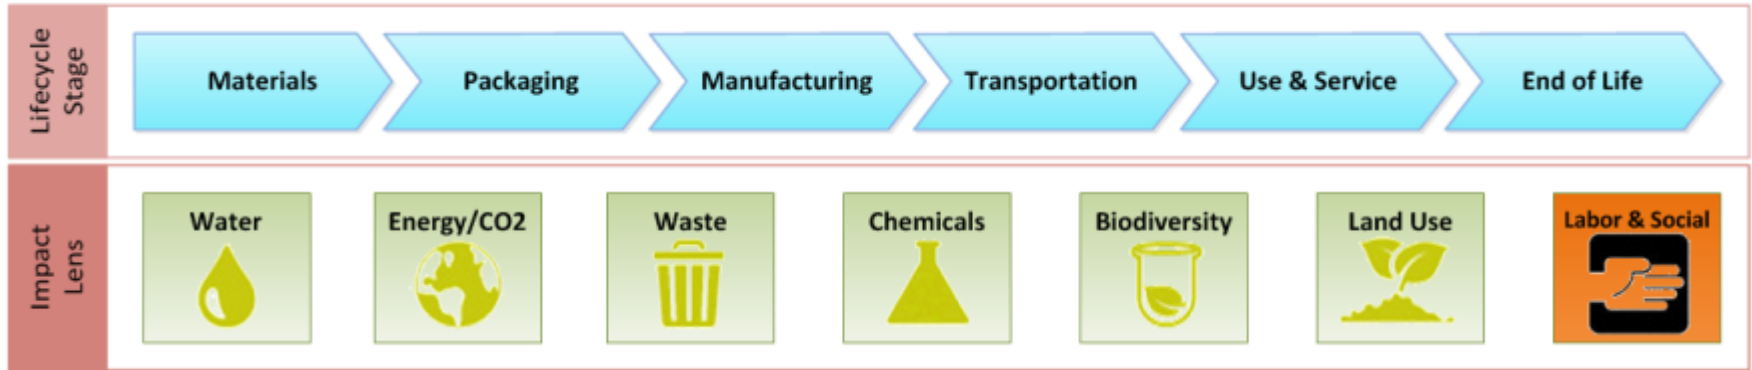 Lifecycle
Stage
Materials
Packaging
Manufacturing
Transportation
Use & Service
End of Life
Impact
Lens
Water
Energy/CO2
Waste
Chemicals
Biodiversity
Land Use
Labor & Social